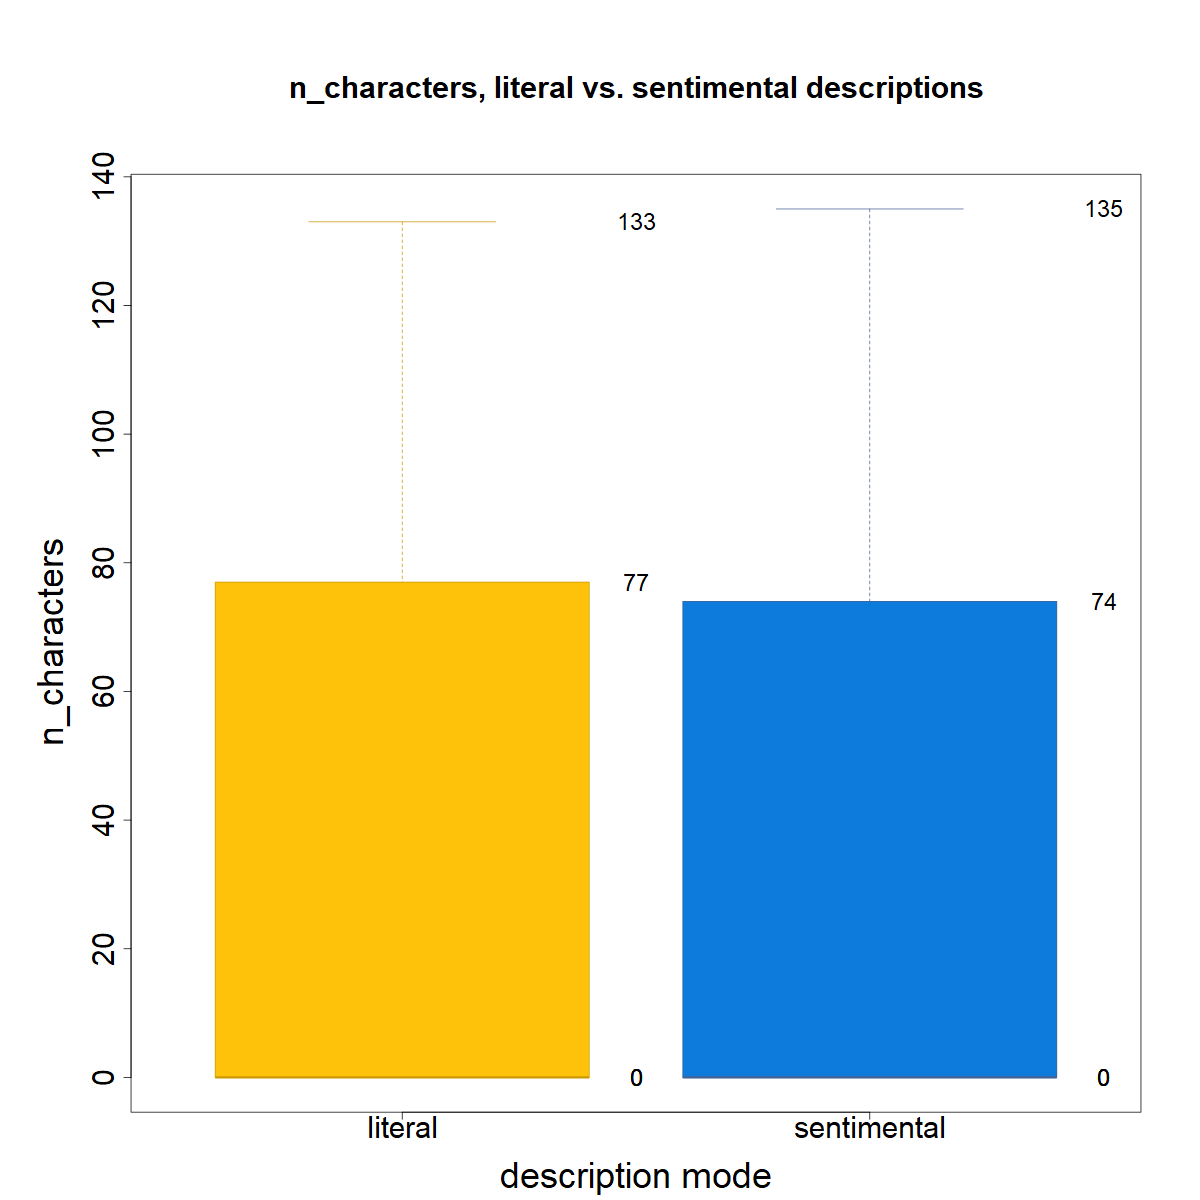 n_characters, literal vs. sentimental descriptions
140
120
100
80
60
40
20
0
n_characters
133
77
0
135
74
0
literal
sentimental
description mode